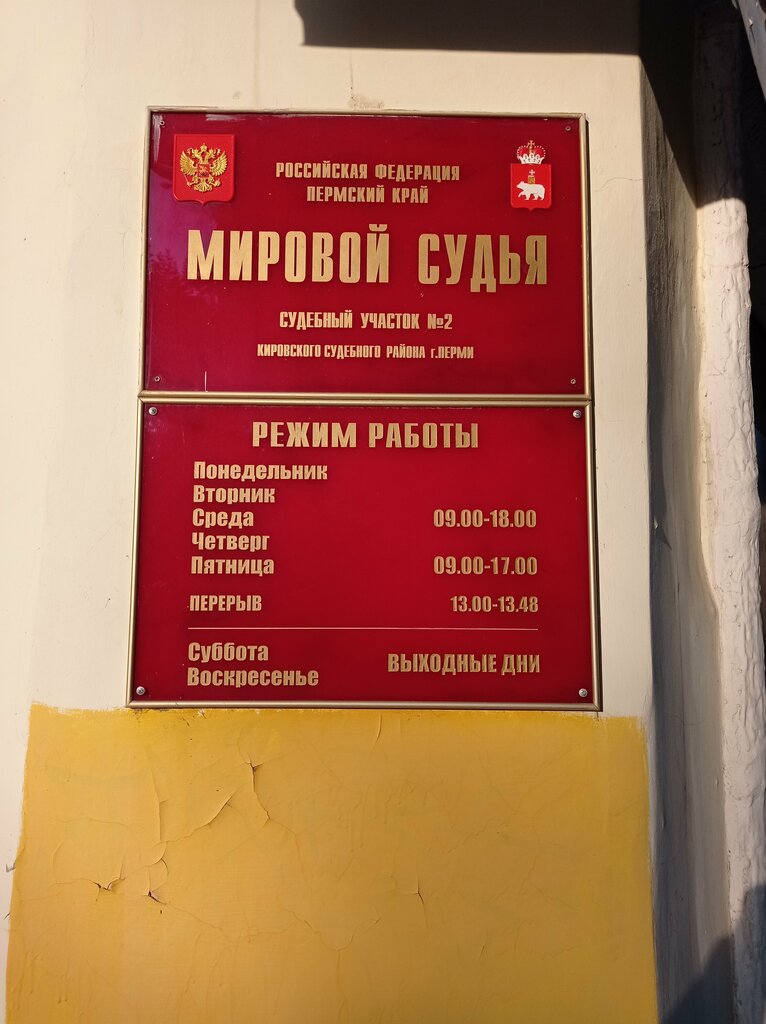 РОССИЙСКАЯ ФЕДЕРАЦИЯ
ПЕРМСКИЙ КРАЙ
МИРОВОЙ СУДЬЯ
СУДЕБНЫЙ УЧАСТОК №2
КИРОВСКОГО СУДЕБНОГО РАЙОНА г.ПЕРМИ
РЕЖИМ РАБОТЫ
Понедельник
Вторник
Среда 09.00-18.00
Четверг
Пятница 09.00-17.00
ПЕРЕРЫВ 13.00-13.48
Суббота
Воскресенье
ВЫХОДНЫЕ ДНИ